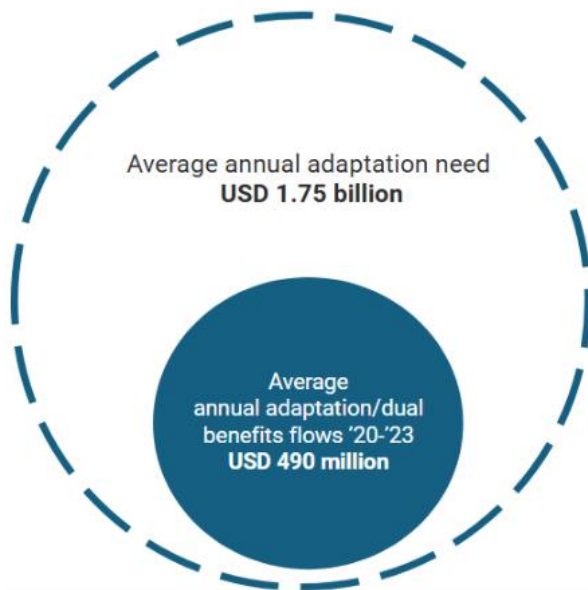 Average annual adaptation need
USD 1.75 billion
Average
annual adaptation/dual
benefits flows ‘20-’23
USD 490 million